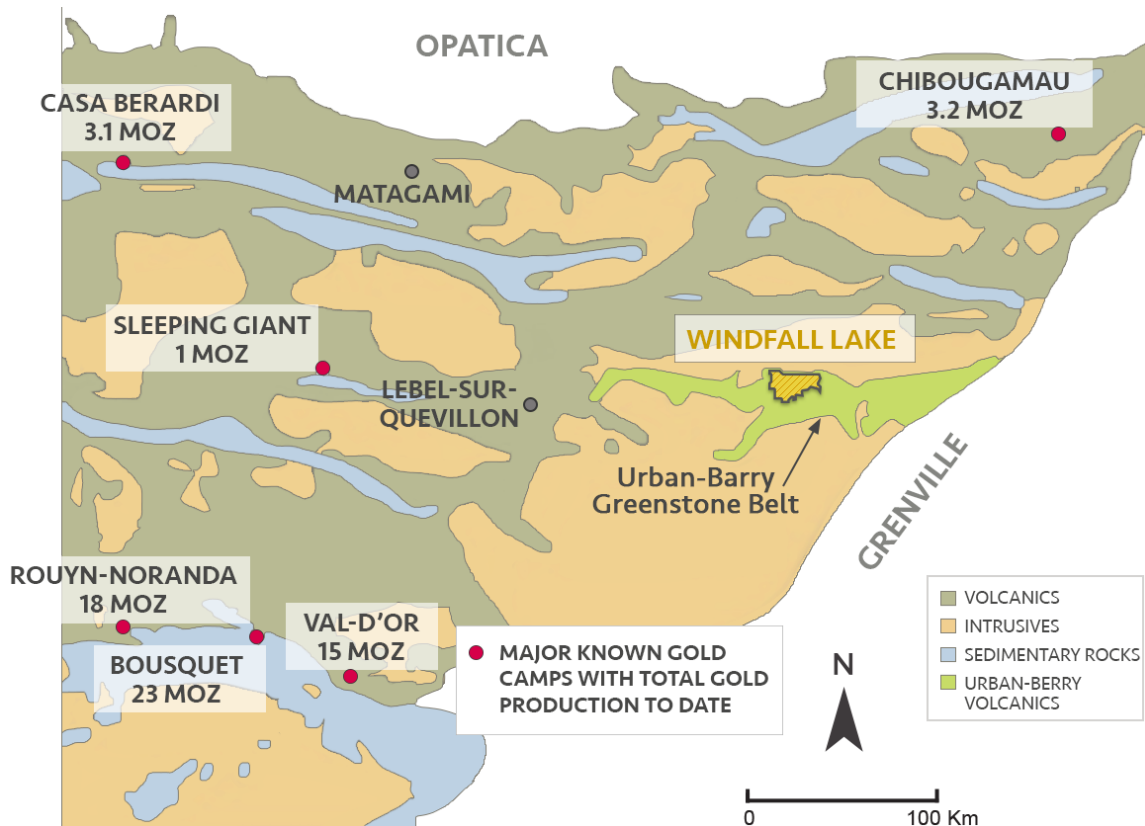 OPATICA
CASA BERARDI
3.1 MOZ
CHIBOUGAMAU
3.2 MOZ
MATAGAMI
SLEEPING GIANT
1 MOZ
WINDFALL LAKE
LEBEL-SUR-
QUEVILLON
Urban-Barry
Greenstone Belt
GRENVILLE
ROUYN-NORANDA
18 MOZ
BOUSQUET
23 MOZ
VAL-D'OR
15 MOZ
MAJOR KNOWN GOLD
CAMPS WITH TOTAL GOLD
PRODUCTION TO DATE
VOLCANICS
INTRUSIVES
SEDIMENTARY ROCKS
URBAN-BERRY
VOLCANICS
N
0 100 Km